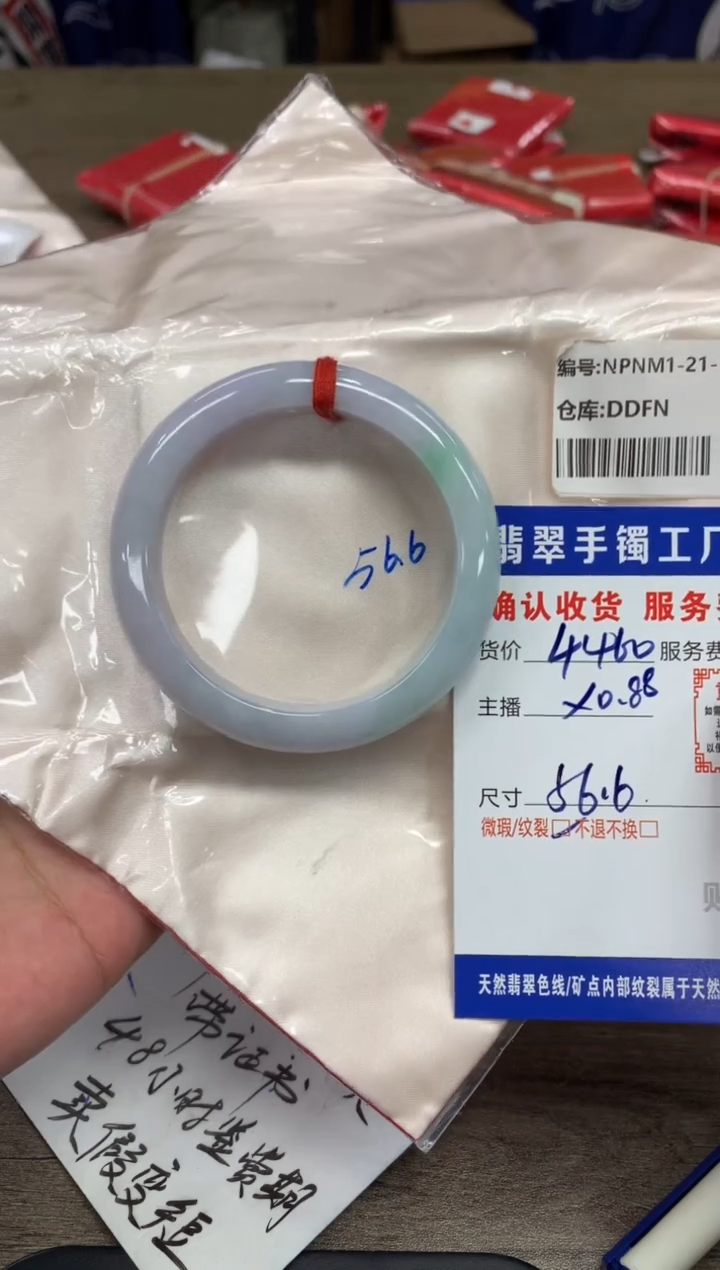 编号:NPNM1-21-
仓库:DDFN
56.6
翡翠手镯工厂
确认收货 服务费
货价 4460 服务费
主播 X0.88
尺寸 56.6
微瑕/纹裂☐不退不换☐
天然翡翠色线/矿点内部纹裂属于天然
带证书
48小时鉴赏期
卖假变短